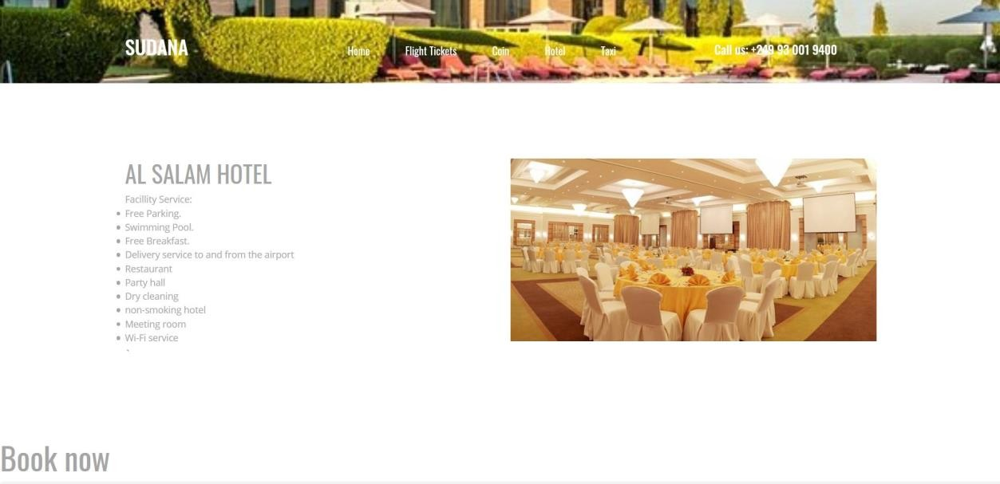 SUDANA
Home Flight Tickets Coin Hotel Taxi
Call us: +249 93 001 9400
AL SALAM HOTEL
Facillity Service:
• Free Parking.
• Swimming Pool.
• Free Breakfast.
• Delivery service to and from the airport
• Restaurant
• Party hall
• Dry cleaning
• non-smoking hotel
• Meeting room
• Wi-Fi service
`
Book now